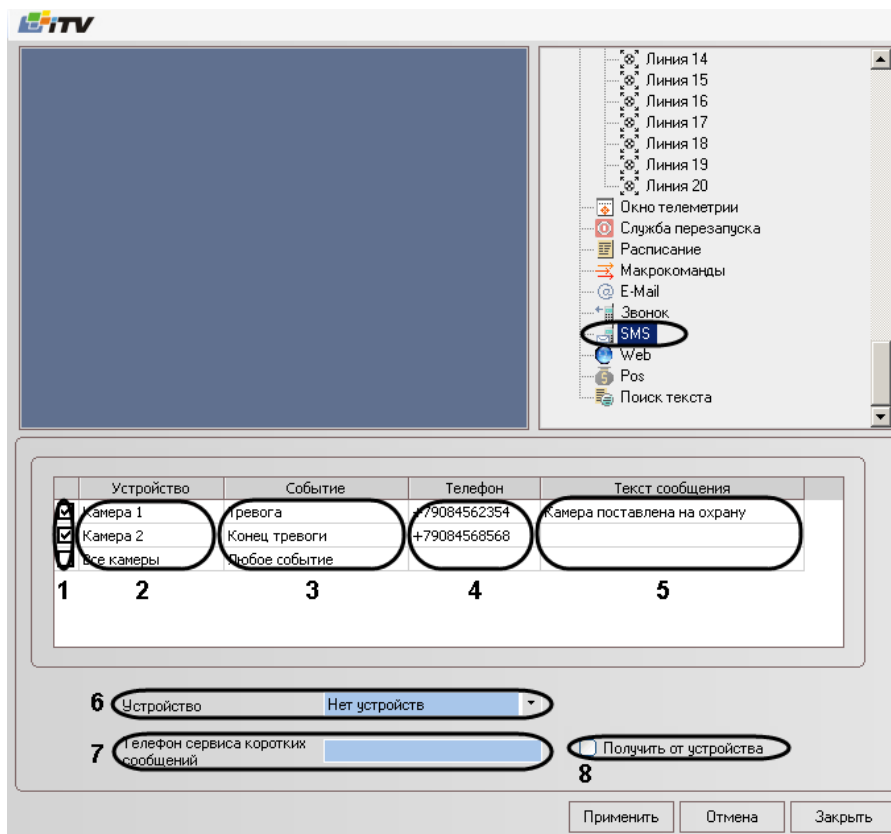 iTV
Линия 14
Линия 15
Линия 16
Линия 17
Линия 18
Линия 19
Линия 20
Окно телеметрии
Служба перезапуска
Расписание
Макрокоманды
E-Mail
Звонок
SMS
Web
Pos
Поиск текста
Устройство Событие Телефон Текст сообщения
Камера 1 Тревога +79084562354 Камера поставлена на охрану
Камера 2 Конец тревоги +79084568568
Все камеры Любое событие
1 2 3 4 5
6 Устройство Нет устройств
7 Телефон сервиса коротких
сообщений
Получить от устройства
8
Применить Отмена Закрыть